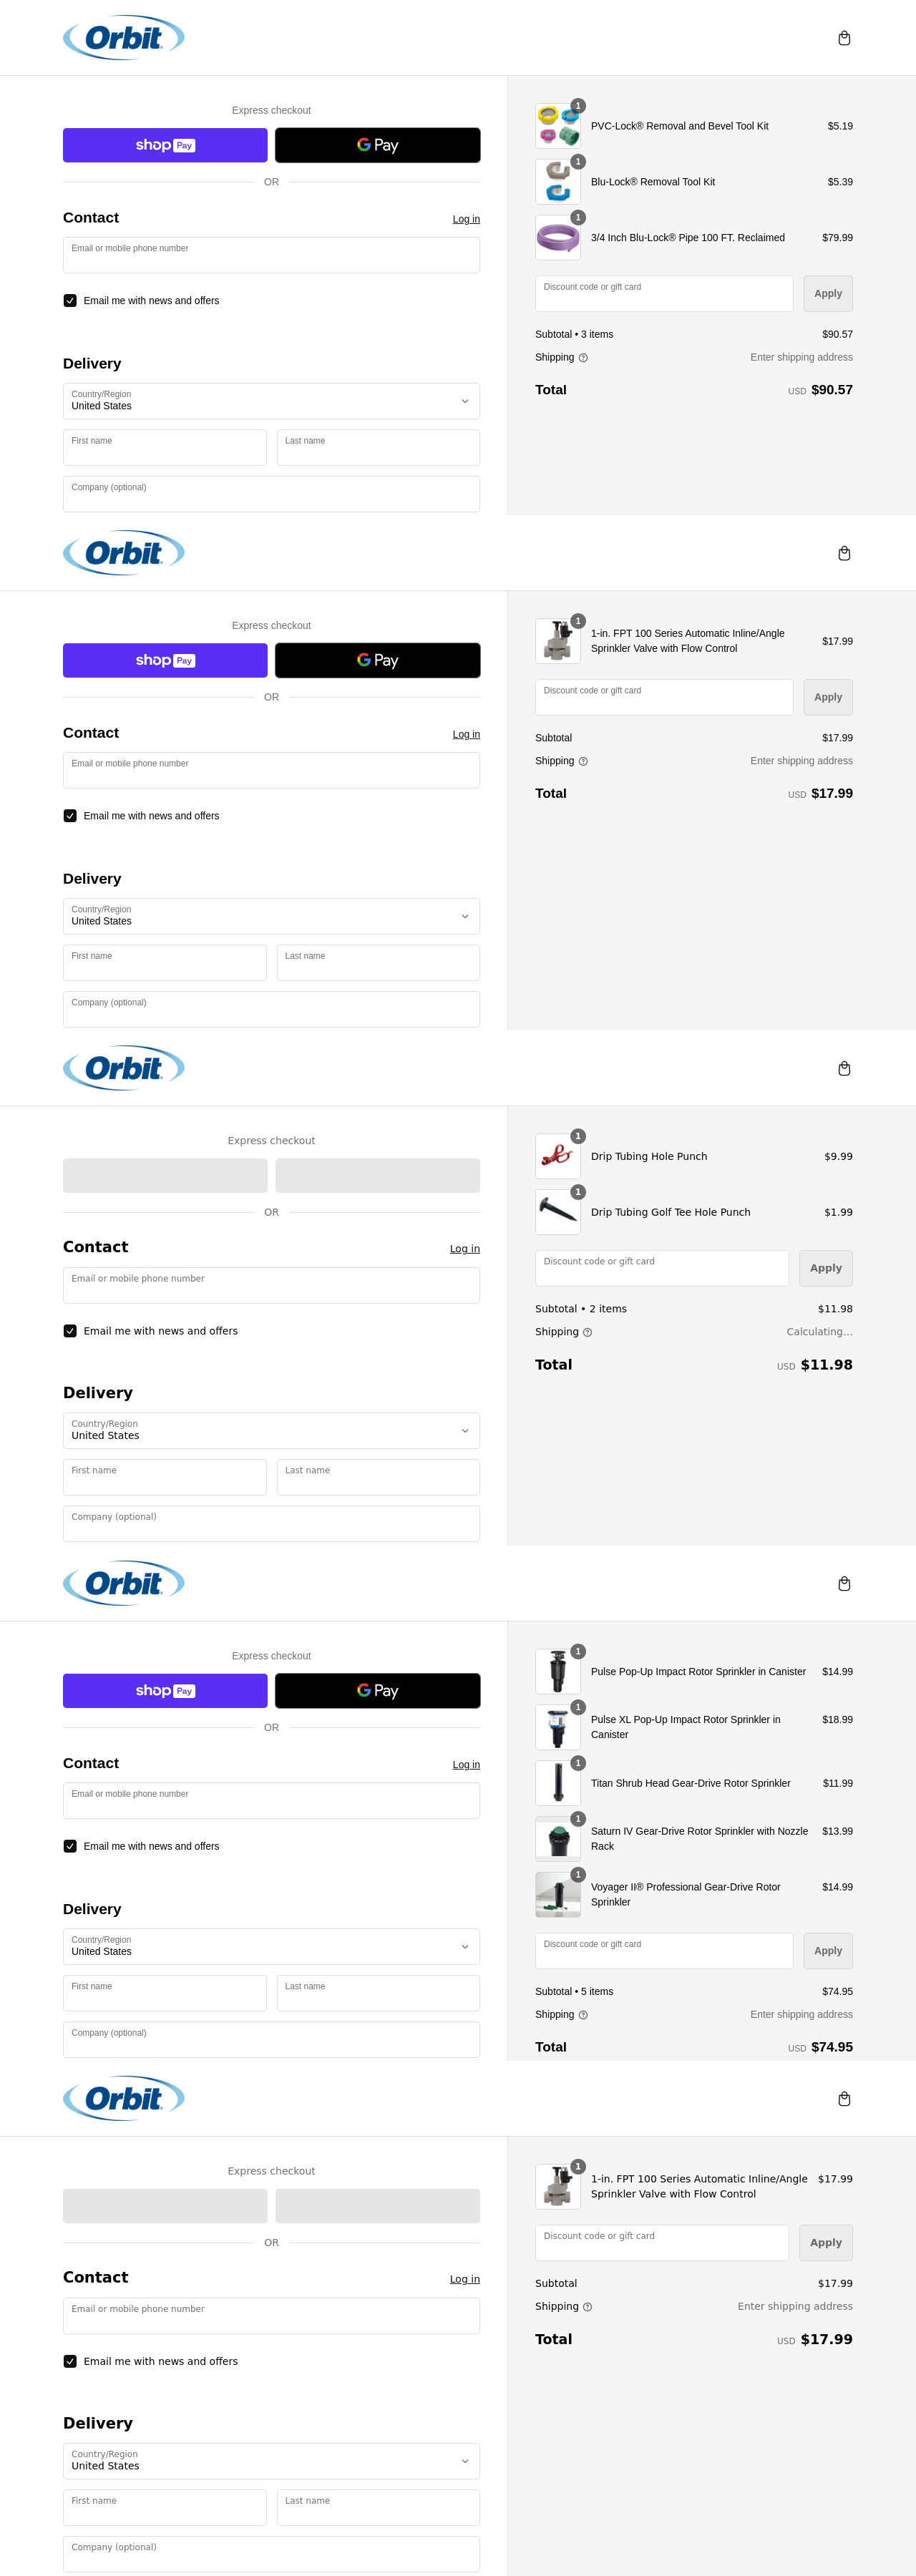 Orbit
Express checkout
shop Pay
G Pay
OR
Contact
Log in
Email or mobile phone number
Email me with news and offers
Delivery
Country/Region
United States
First name
Last name
Company (optional)
1
PVC-Lock® Removal and Bevel Tool Kit
$5.19
1
Blu-Lock® Removal Tool Kit
$5.39
1
3/4 Inch Blu-Lock® Pipe 100 FT. Reclaimed
$79.99
Discount code or gift card
Apply
Subtotal • 3 items
$90.57
Shipping
Enter shipping address
Total
USD $90.57
Orbit
Express checkout
shop Pay
G Pay
OR
Contact
Log in
Email or mobile phone number
Email me with news and offers
Delivery
Country/Region
United States
First name
Last name
Company (optional)
1
1-in. FPT 100 Series Automatic Inline/Angle
Sprinkler Valve with Flow Control
$17.99
Discount code or gift card
Apply
Subtotal
$17.99
Shipping
Enter shipping address
Total
USD $17.99
Orbit
Express checkout
OR
Contact
Log in
Email or mobile phone number
Email me with news and offers
Delivery
Country/Region
United States
First name
Last name
Company (optional)
1
Drip Tubing Hole Punch
$9.99
1
Drip Tubing Golf Tee Hole Punch
$1.99
Discount code or gift card
Apply
Subtotal • 2 items
$11.98
Shipping
Calculating...
Total
USD $11.98
Orbit
Express checkout
shop Pay
G Pay
OR
Contact
Log in
Email or mobile phone number
Email me with news and offers
Delivery
Country/Region
United States
First name
Last name
Company (optional)
1
Pulse Pop-Up Impact Rotor Sprinkler in Canister
$14.99
1
Pulse XL Pop-Up Impact Rotor Sprinkler in
Canister
$18.99
1
Titan Shrub Head Gear-Drive Rotor Sprinkler
$11.99
1
Saturn IV Gear-Drive Rotor Sprinkler with Nozzle
Rack
$13.99
1
Voyager II® Professional Gear-Drive Rotor
Sprinkler
$14.99
Discount code or gift card
Apply
Subtotal • 5 items
$74.95
Shipping
Enter shipping address
Total
USD $74.95
Orbit
Express checkout
OR
Contact
Log in
Email or mobile phone number
Email me with news and offers
Delivery
Country/Region
United States
First name
Last name
Company (optional)
1
1-in. FPT 100 Series Automatic Inline/Angle
Sprinkler Valve with Flow Control
$17.99
Discount code or gift card
Apply
Subtotal
$17.99
Shipping
Enter shipping address
Total
USD $17.99